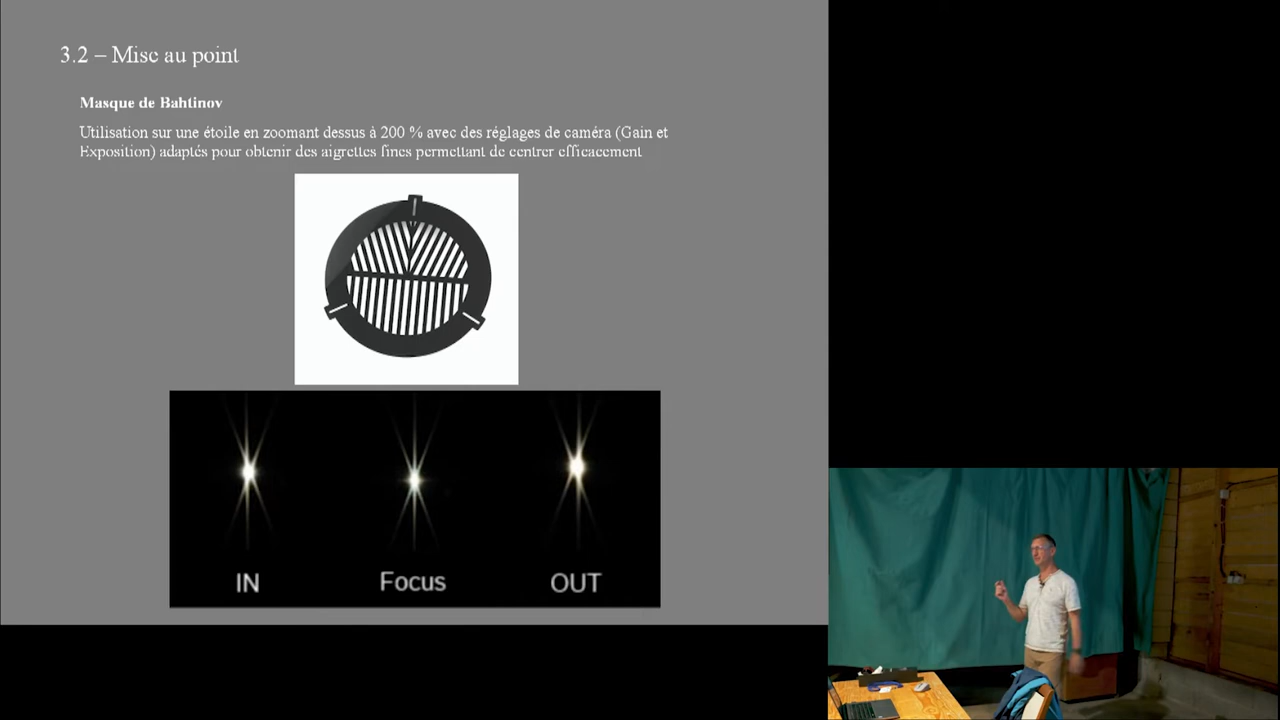 3.2 – Mise au point
Masque de Bahtinov
Utilisation sur une étoile en zoomant dessus à 200 % avec des réglages de caméra (Gain et
Exposition) adaptés pour obtenir des aigrettes fines permettant de centrer efficacement
IN
Focus
OUT